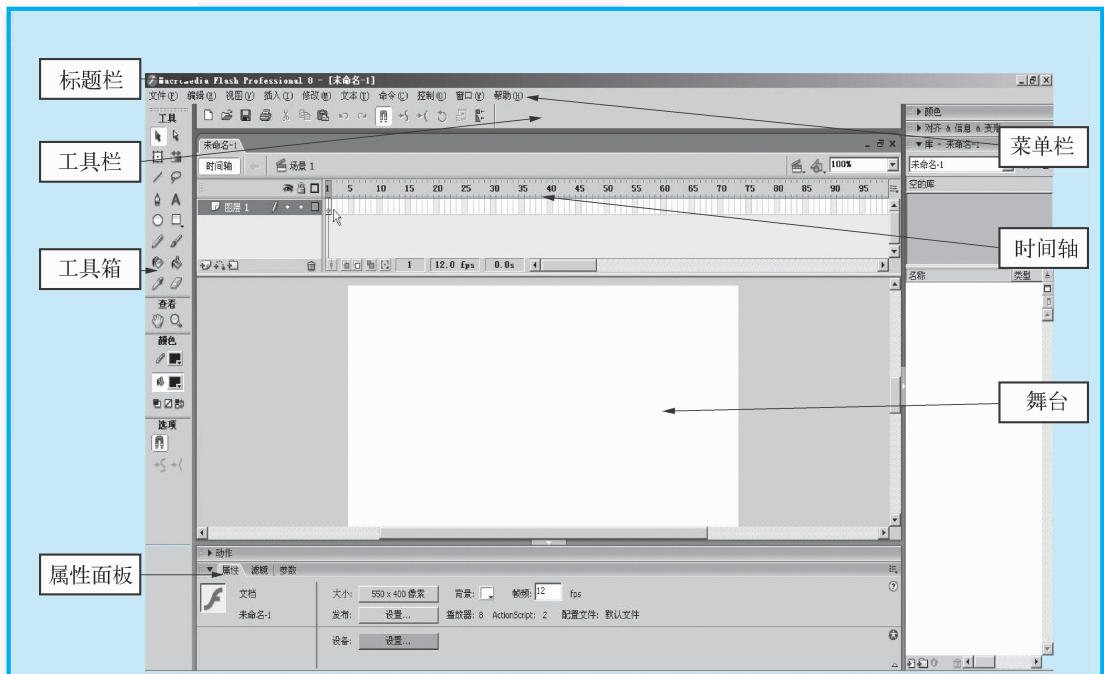 标题栏
Macromedia Flash Professional 8 - [未命名-1]
文件(F) 编辑(E) 视图(V) 插入(I) 修改(M) 文本(T) 命令(C) 控制(O) 窗口(W) 帮助(H)
工具
颜色
对齐 & 信息 & 变形
菜单栏
未命名-1
库 - 未命名-1
工具栏
时间轴
场景 1
100%
未命名-1
空的库
1 5 10 15 20 25 30 35 40 45 50 55 60 65 70 75 80 85 90 95
图层 1
时间轴
工具箱
1 12.0 fps 0.0s
名称 类型
查看
颜色
舞台
选项
动作
属性面板
属性 滤镜 参数
文档
大小: 550 x 400 像素 背景: 帧频: 12 fps
未命名-1
发布: 设置... 播放器: 8 ActionScript: 2 配置文件: 默认文件
设备: 设置...